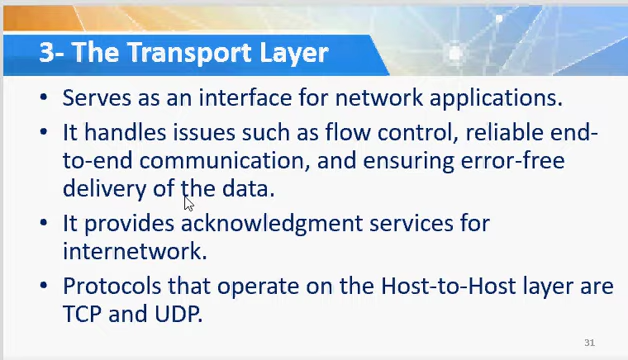 3- The Transport Layer
• Serves as an interface for network applications.
• It handles issues such as flow control, reliable end-
to-end communication, and ensuring error-free
delivery of the data.
• It provides acknowledgment services for
internetwork.
• Protocols that operate on the Host-to-Host layer are
TCP and UDP.
31